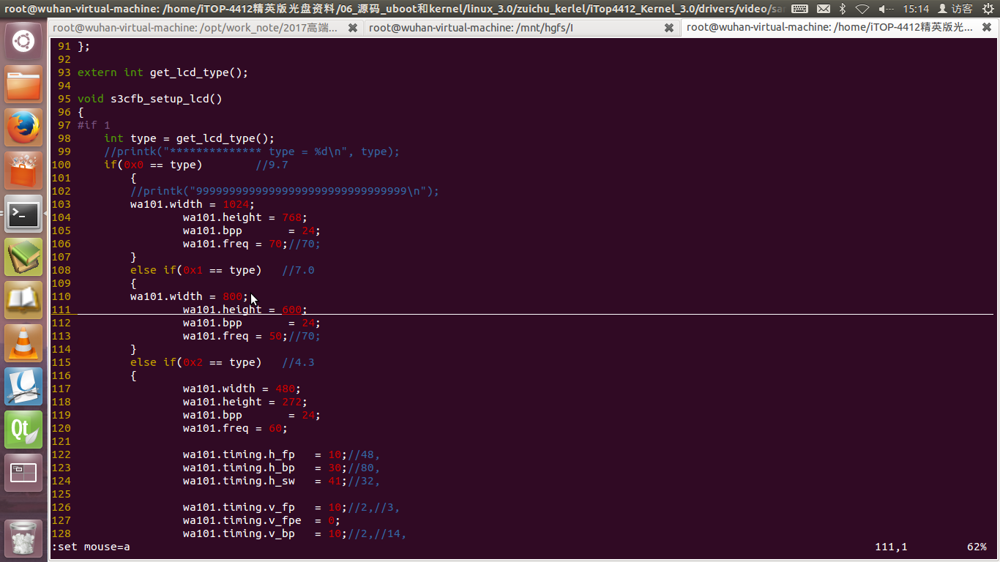 root@wuhan-virtual-machine: /home/iTOP-4412精英版光盘资料/06_源码_uboot和kernel/linux_3.0/zuichu_kerlel/iTop4412_Kernel_3.0/drivers/video/sar
15:14 访客
root@wuhan-virtual-machine: /opt/work_note/2017高端...
root@wuhan-virtual-machine: /mnt/hgfs/I
root@wuhan-virtual-machine: /home/iTOP-4412精英版光...
91 };
92
93 extern int get_lcd_type();
94
95 void s3cfb_setup_lcd()
96 {
97 #if 1
98     int type = get_lcd_type();
99     //printk("************** type = %d\n", type);
100     if(0x0 == type)        //9.7
101         {
102         //printk("99999999999999999999999999999999\n");
103         wa101.width = 1024;
104                 wa101.height = 768;
105                 wa101.bpp       = 24;
106                 wa101.freq = 70;//70;
107         }
108         else if(0x1 == type)   //7.0
109         {
110         wa101.width = 800;
111                 wa101.height = 600;
112                 wa101.bpp       = 24;
113                 wa101.freq = 50;//70;
114         }
115         else if(0x2 == type)   //4.3
116         {
117                 wa101.width = 480;
118                 wa101.height = 272;
119                 wa101.bpp       = 24;
120                 wa101.freq = 60;
121
122                 wa101.timing.h_fp   = 10;//48,
123                 wa101.timing.h_bp   = 30;//80,
124                 wa101.timing.h_sw   = 41;//32,
125
126                 wa101.timing.v_fp   = 10;//2,//3,
127                 wa101.timing.v_fpe  = 0;
128                 wa101.timing.v_bp   = 10;//2,//14,
:set mouse=a 111,1 62%
Qt